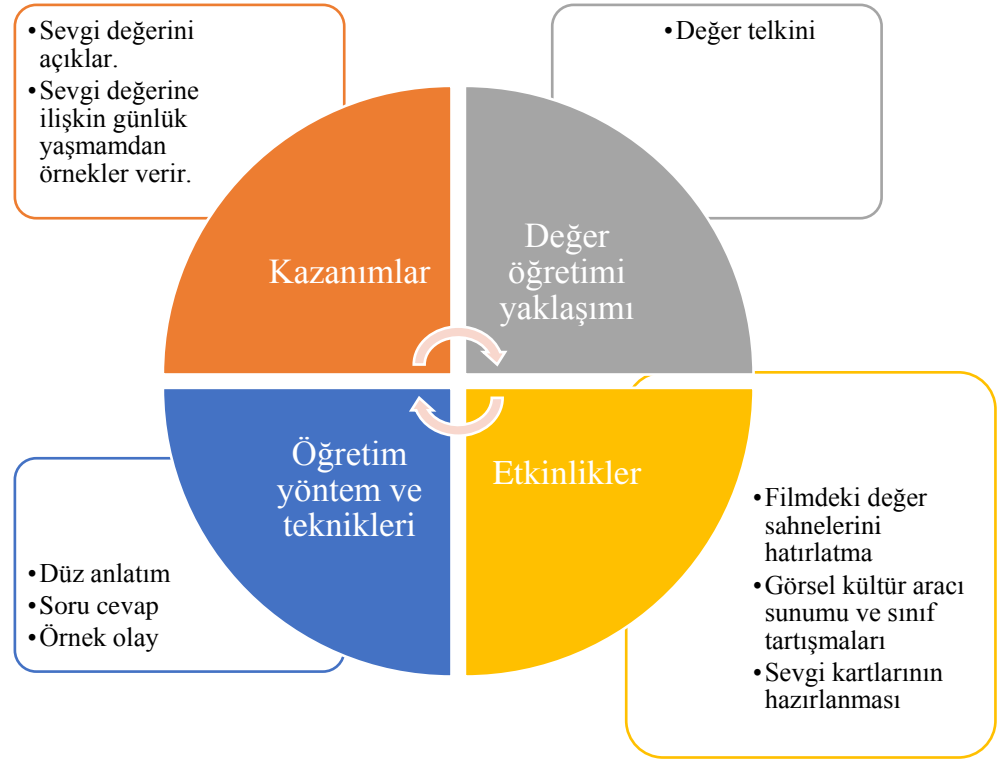 •Sevgi değerini
açıklar.
•Sevgi değerine
ilişkin günlük
yaşmamdan
örnekler verir.
•Değer telkini
Kazanımlar
Değer
öğretimi
yaklaşımı
Öğretim
yöntem ve
teknikleri
Etkinlikler
•Düz anlatım
•Soru cevap
•Örnek olay
•Filmdeki değer
sahnelerini
hatırlatma
•Görsel kültür aracı
sunumu ve sınıf
tartışmaları
•Sevgi kartlarının
hazırlanması